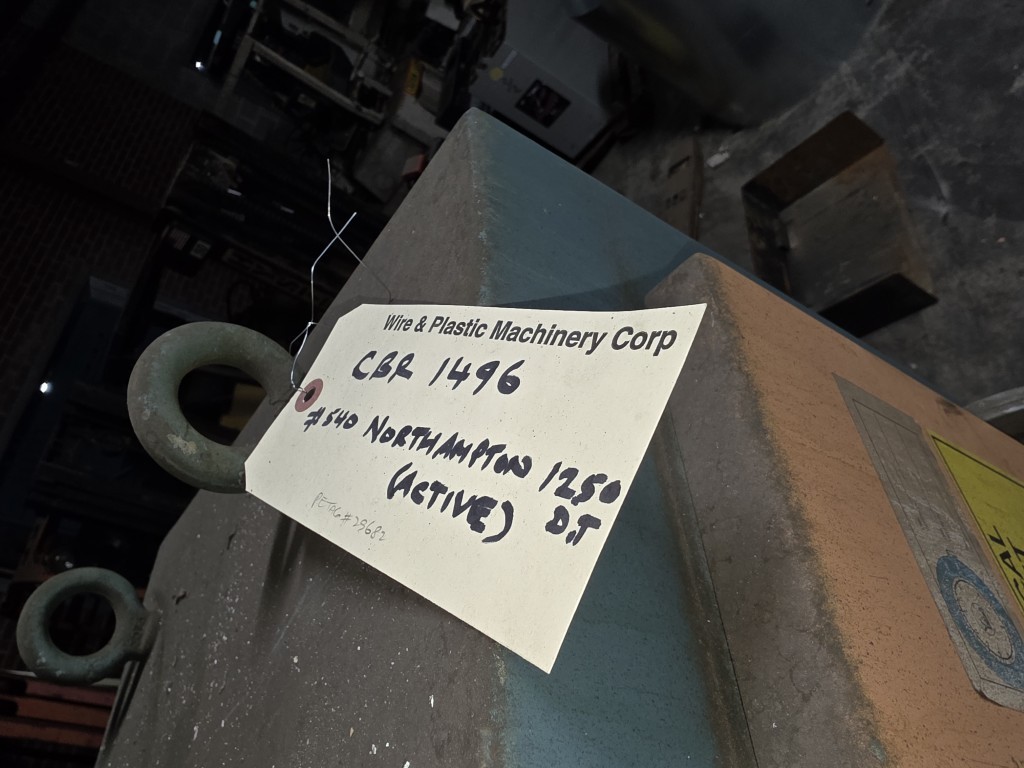 Wire & Plastic Machinery Corp
CBR 1496
#540 NORTHAMPTON 1250
(ACTIVE) D.T